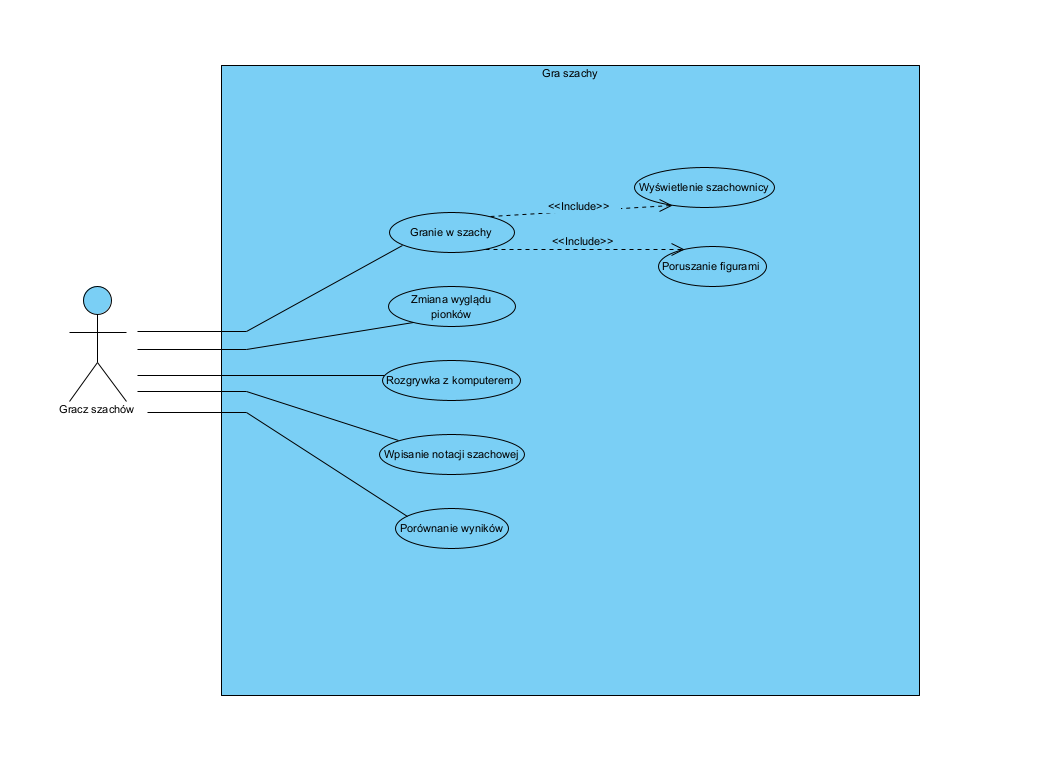 Gra szachy
Wyświetlenie szachownicy
<<Include>>
Granie w szachy
<<Include>>
Poruszanie figurami
Zmiana wyglądu
pionków
Rozgrywka z komputerem
Gracz szachów
Wpisanie notacji szachowej
Porównanie wyników